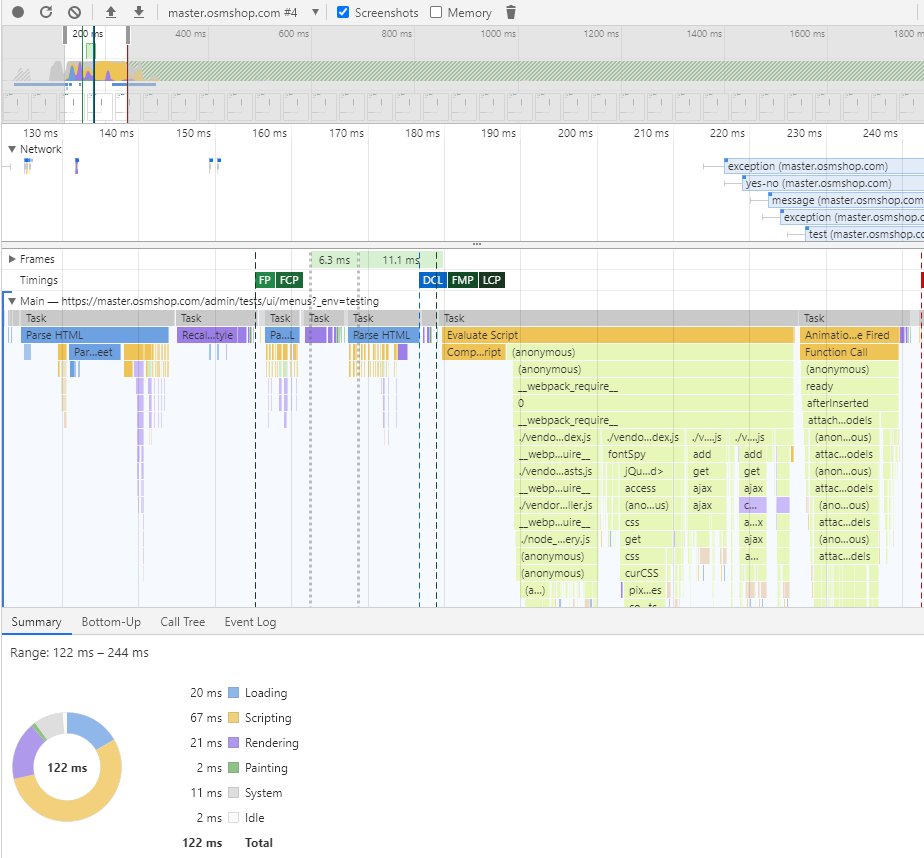 master.osmshop.com #4 ▼ Screenshots Memory
200 ms 400 ms 600 ms 800 ms 1000 ms 1200 ms 1400 ms 1600 ms 1800 m
130 ms 140 ms 150 ms 160 ms 170 ms 180 ms 190 ms 200 ms 210 ms 220 ms 230 ms 240 ms
▼ Network
exception (master.osmshop.com)
yes-no (master.osmshop.com)
message (master.osmshop.com
exception (master.osmshop.co
test (master.osmshop.co
▶ Frames 6.3 ms 11.1 ms
Timings FP FCP DCL FMP LCP
▼ Main — https://master.osmshop.com/admin/tests/ui/menus?_env=testing
Task Task Task Task Task Task Task
Parse HTML Recal...tyle Pa...L Parse HTML Evaluate Script Animatio...e Fired
Par...eet Comp...ript (anonymous) Function Call
(anonymous) (anonymous)
__webpack_require__ ready
0 afterInserted
__webpack_require__ attach...odels
./vendo...dex.js ./vendo...dex.js ./v....js ./v....js (anon...ous)
__webp...uire__ fontSpy add add attac...odels
./vendo...asts.js jQu...d> get get (anon...ous)
__webp...uire__ access ajax ajax attac...odels
./vendor...ller.js (ano...us) ajax c... (ano...ous)
__webp...uire__ css a...x attac...dels
./node_...ery.js get ajax (ano...ous)
(anonymous) css a... attac...dels
(anonymous) curCSS
(a...) pix...es
Summary Bottom-Up Call Tree Event Log
Range: 122 ms – 244 ms
20 ms Loading
67 ms Scripting
21 ms Rendering
2 ms Painting
11 ms System
2 ms Idle
122 ms Total
122 ms